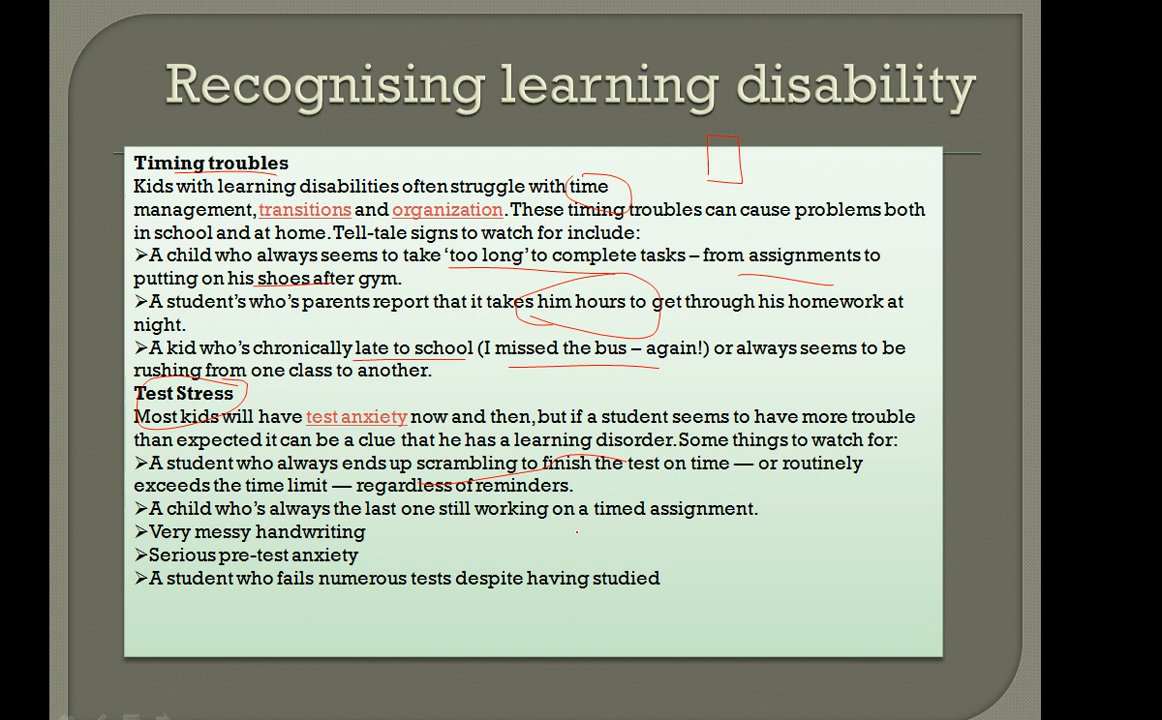 Recognising learning disability
Timing troubles
Kids with learning disabilities often struggle with time
management, transitions and organization. These timing troubles can cause problems both
in school and at home. Tell-tale signs to watch for include:
➢A child who always seems to take ‘too long’ to complete tasks – from assignments to
putting on his shoes after gym.
➢A student’s who’s parents report that it takes him hours to get through his homework at
night.
➢A kid who’s chronically late to school (I missed the bus – again!) or always seems to be
rushing from one class to another.
Test Stress
Most kids will have test anxiety now and then, but if a student seems to have more trouble
than expected it can be a clue that he has a learning disorder. Some things to watch for:
➢A student who always ends up scrambling to finish the test on time — or routinely
exceeds the time limit — regardless of reminders.
➢A child who’s always the last one still working on a timed assignment.
➢Very messy handwriting
➢Serious pre-test anxiety
➢A student who fails numerous tests despite having studied